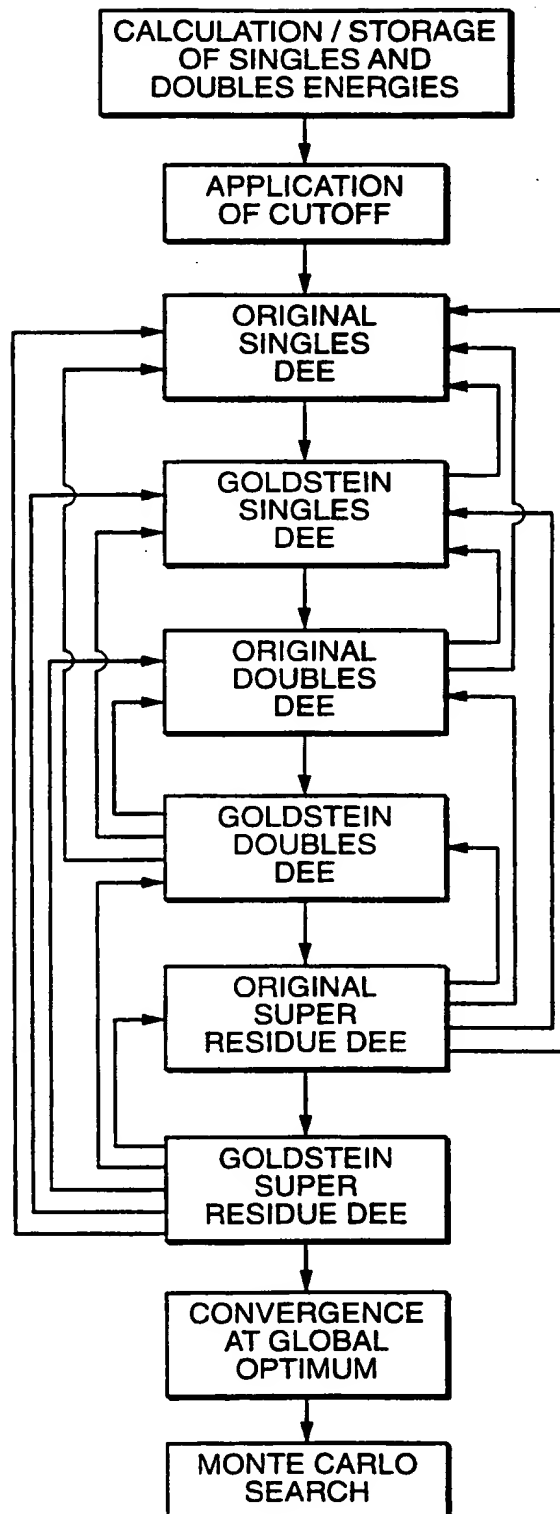 CALCULATION / STORAGE
OF SINGLES AND
DOUBLES ENERGIES
APPLICATION
OF CUTOFF
ORIGINAL
SINGLES
DEE
GOLDSTEIN
SINGLES
DEE
ORIGINAL
DOUBLES
DEE
GOLDSTEIN
DOUBLES
DEE
ORIGINAL
SUPER
RESIDUE DEE
GOLDSTEIN
SUPER
RESIDUE DEE
CONVERGENCE
AT GLOBAL
OPTIMUM
MONTE CARLO
SEARCH